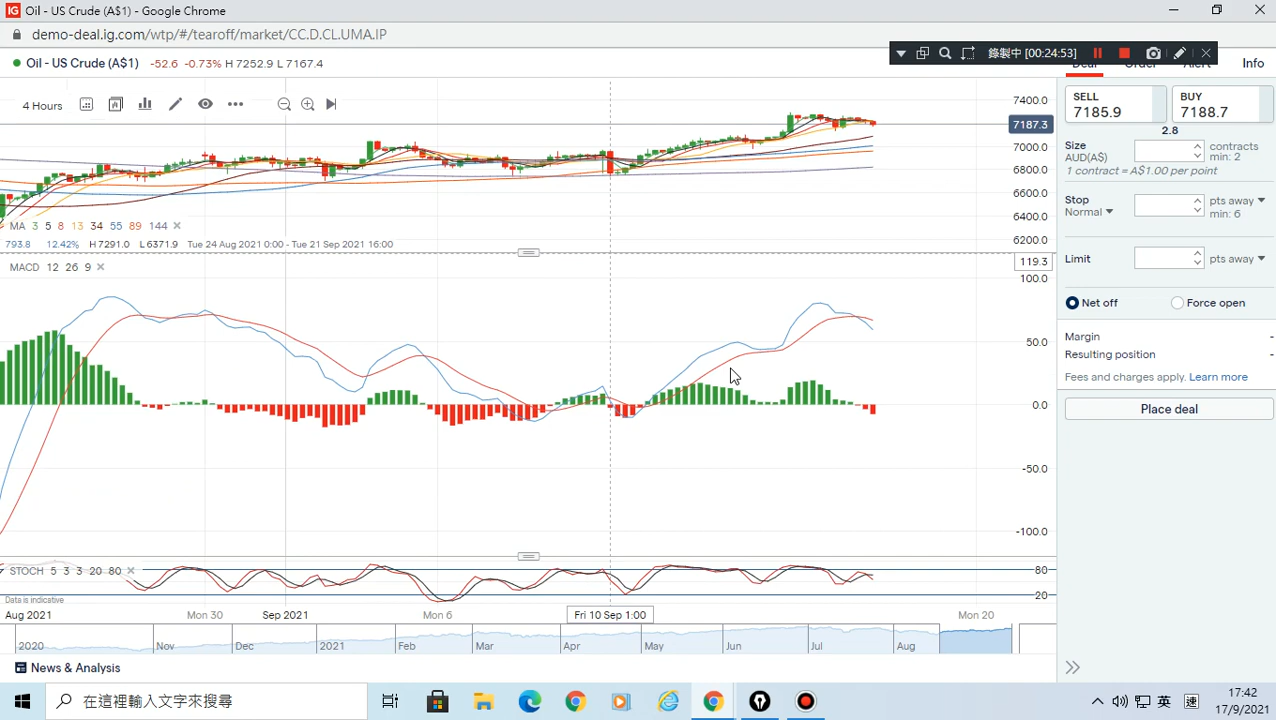 IG Oil - US Crude (A$1) - Google Chrome
demo-deal.ig.com/wtp/#/tearoff/market/CC.D.CL.UMA.IP
錄製中 [00:24:53]
Oil - US Crude (A$1) -52.6 -0.73% H 7252.9 L 7167.4
Deal Order Alert Info
4 Hours
7400.0
7187.3
7000.0
6800.0
6600.0
6400.0
6200.0
MA 3 5 8 13 34 55 89 144
793.8 12.42% H 7291.0 L 6371.9 Tue 24 Aug 2021 0:00 - Tue 21 Sep 2021 16:00
MACD 12 26 9
119.3
100.0
50.0
0.0
-50.0
-100.0
STOCH 5 3 3 20 80
80
20
Data is indicative
Aug 2021 Mon 30 Sep 2021 Mon 6 Fri 10 Sep 1:00 Mon 20
2020 Nov Dec 2021 Feb Mar Apr May Jun Jul Aug
News & Analysis
SELL
7185.9
BUY
7188.7
2.8
Size
AUD(A$)
contracts
min: 2
1 contract = A$1.00 per point
Stop
Normal
pts away
min: 6
Limit
pts away
Net off Force open
Margin -
Resulting position -
Fees and charges apply. Learn more
Place deal
在這裡輸入文字來搜尋
英
17:42
17/9/2021